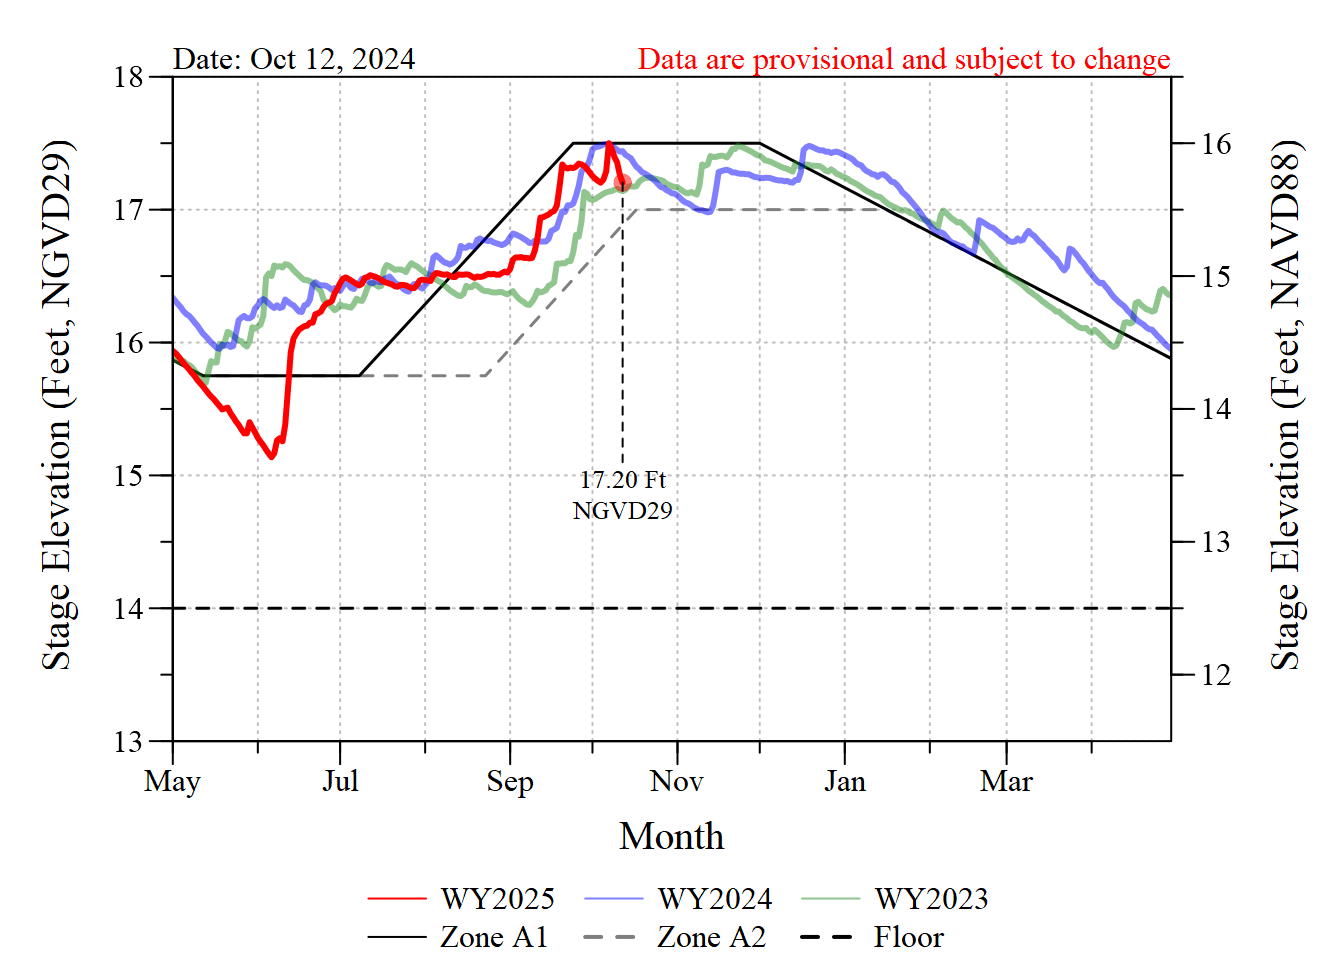 Date: Oct 12, 2024
Data are provisional and subject to change
18
17
16
15
14
13
Stage Elevation (Feet, NGVD29)
16
15
14
13
12
Stage Elevation (Feet, NAVD88)
17.20 Ft
NGVD29
May Jul Sep Nov Jan Mar
Month
WY2025 WY2024 WY2023
Zone A1 Zone A2 Floor